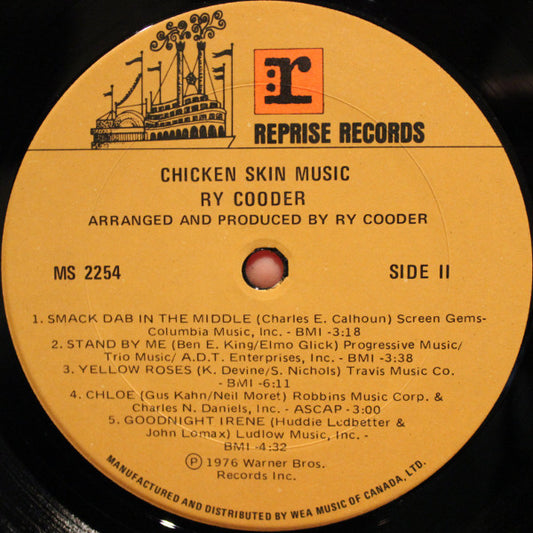 r
REPRISE RECORDS
CHICKEN SKIN MUSIC
RY COODER
ARRANGED AND PRODUCED BY RY COODER
MS 2254
SIDE II
1. SMACK DAB IN THE MIDDLE (Charles E. Calhoun) Screen Gems-
Columbia Music, Inc. - BMI -3:18
2. STAND BY ME (Ben E. King/Elmo Glick) Progressive Music/
Trio Music/ A.D.T. Enterprises, Inc. - BMI -3:38
3. YELLOW ROSES (K. Devine/S. Nichols) Travis Music Co.
- BMI -6:11
4. CHLOE (Gus Kahn/Neil Moret) Robbins Music Corp. &
Charles N. Daniels, Inc. - ASCAP -3:00
5. GOODNIGHT IRENE (Huddie Ledbetter &
John Lomax) Ludlow Music, Inc. -
BMI -4:32
Ⓟ 1976 Warner Bros.
Records Inc.
MANUFACTURED AND DISTRIBUTED BY WEA MUSIC OF CANADA, LTD.